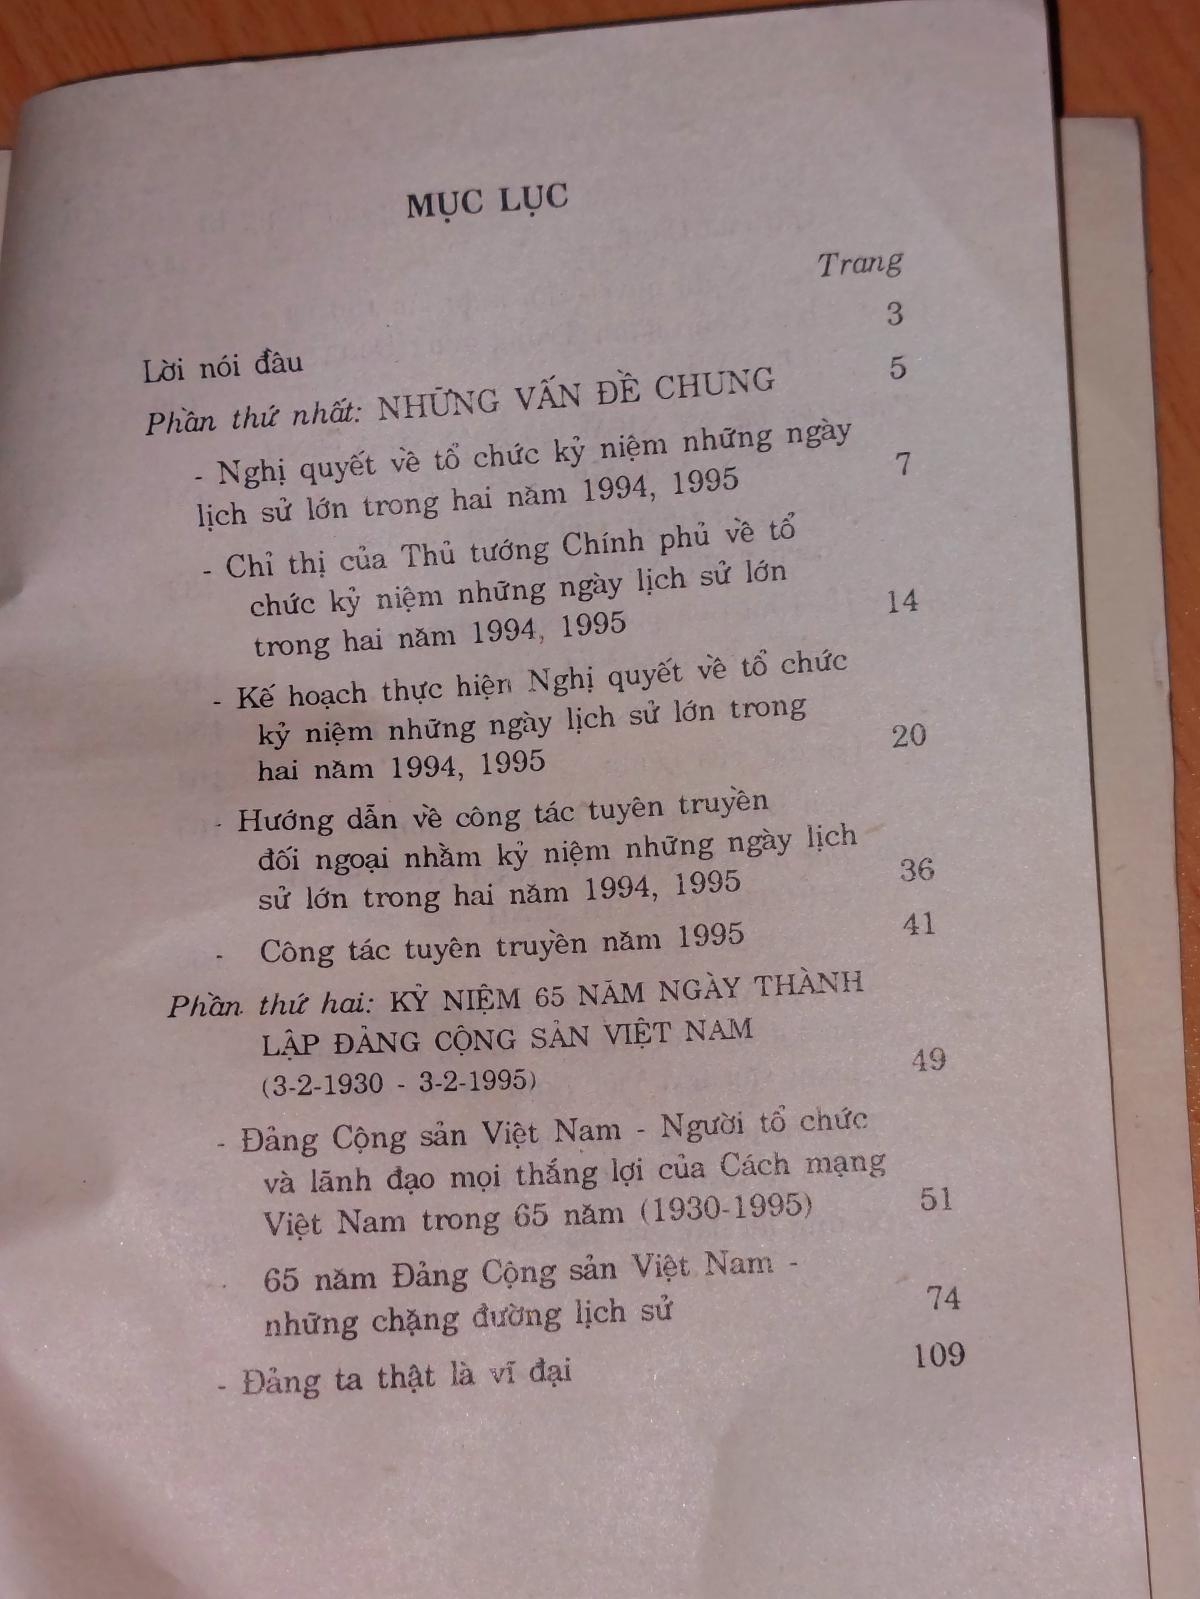 MỤC LỤC
Trang
Lời nói đầu 3
Phần thứ nhất: NHỮNG VẤN ĐỀ CHUNG 5
- Nghị quyết về tổ chức kỷ niệm những ngày
lịch sử lớn trong hai năm 1994, 1995 7
- Chỉ thị của Thủ tướng Chính phủ về tổ
chức kỷ niệm những ngày lịch sử lớn
trong hai năm 1994, 1995 14
- Kế hoạch thực hiện Nghị quyết về tổ chức
kỷ niệm những ngày lịch sử lớn trong
hai năm 1994, 1995 20
- Hướng dẫn về công tác tuyên truyền
đối ngoại nhằm kỷ niệm những ngày lịch
sử lớn trong hai năm 1994, 1995 36
- Công tác tuyên truyền năm 1995 41
Phần thứ hai: KỶ NIỆM 65 NĂM NGÀY THÀNH
LẬP ĐẢNG CỘNG SẢN VIỆT NAM
(3-2-1930 - 3-2-1995) 49
- Đảng Cộng sản Việt Nam - Người tổ chức
và lãnh đạo mọi thắng lợi của Cách mạng
Việt Nam trong 65 năm (1930-1995) 51
- 65 năm Đảng Cộng sản Việt Nam -
những chặng đường lịch sử 74
- Đảng ta thật là vĩ đại 109